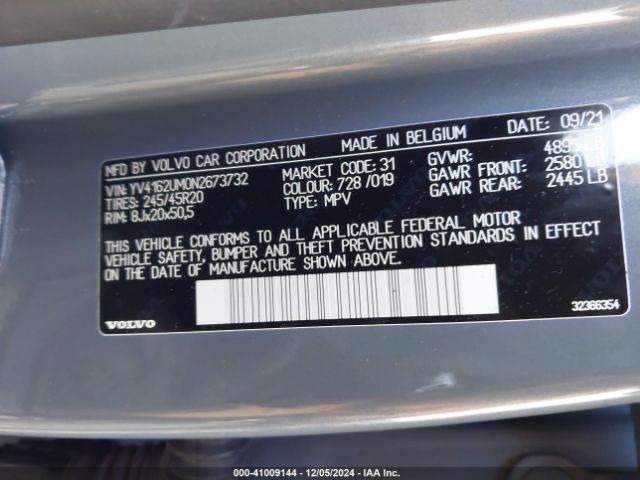 MFD BY VOLVO CAR CORPORATION MADE IN BELGIUM DATE: 09/21
VIN: YV4162UM0N2673732 MARKET CODE: 31 GVWR: 4895 LB
TIRES: 245/45R20 COLOUR: 728/019 GAWR FRONT: 2580 LB
RIM: 8Jx20x50,5 TYPE: MPV GAWR REAR: 2445 LB
THIS VEHICLE CONFORMS TO ALL APPLICABLE FEDERAL MOTOR
VEHICLE SAFETY, BUMPER AND THEFT PREVENTION STANDARDS IN EFFECT
ON THE DATE OF MANUFACTURE SHOWN ABOVE.
VOLVO 32366354
000-41009144 - 12/05/2024 - IAA Inc.